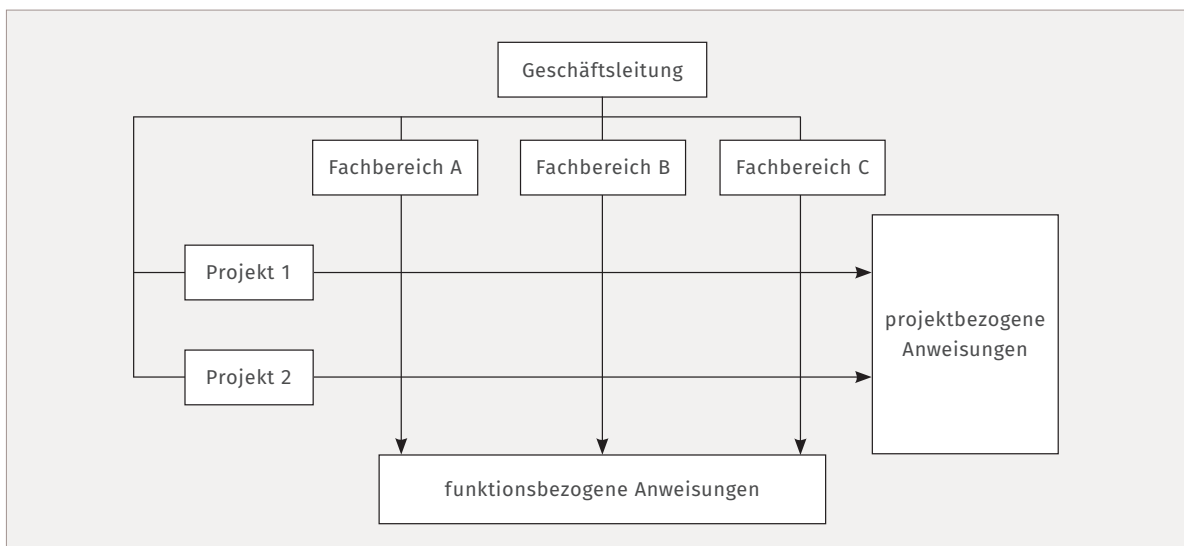 Geschäftsleitung
Fachbereich A
Fachbereich B
Fachbereich C
Projekt 1
projektbezogene
Anweisungen
Projekt 2
funktionsbezogene Anweisungen